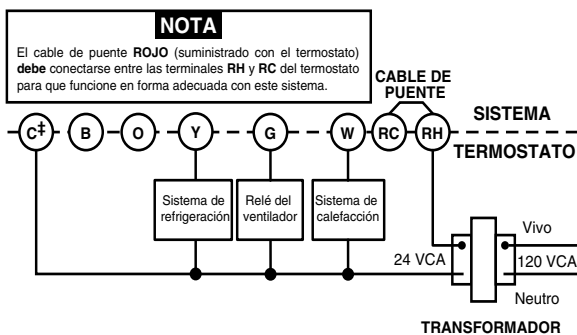 NOTA
El cable de puente ROJO (suministrado con el termostato)
debe conectarse entre las terminales RH y RC del termostato
para que funcione en forma adecuada con este sistema.
CABLE DE
PUENTE
SISTEMA
C‡ B O Y G W RC RH
TERMOSTATO
Sistema de
refrigeración
Relé del
ventilador
Sistema de
calefacción
Vivo
24 VCA
120 VCA
Neutro
TRANSFORMADOR